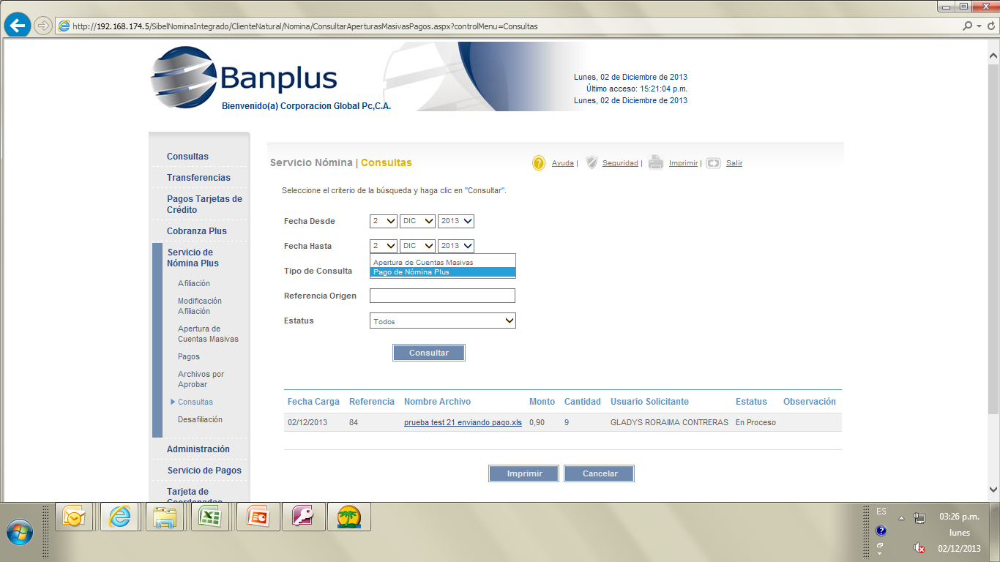 http://192.168.174.5/SibelNominaIntegrado/ClienteNatural/Nomina/ConsultarAperturasMasivasPagos.aspx?controlMenu=Consultas
Banplus
Bienvenido(a) Corporacion Global Pc,C.A.
Lunes, 02 de Diciembre de 2013
Último acceso: 15:21:04 p.m.
Lunes, 02 de Diciembre de 2013
Consultas
Transferencias
Pagos Tarjetas de
Crédito
Cobranza Plus
Servicio de
Nómina Plus
Afiliación
Modificación
Afiliación
Apertura de
Cuentas Masivas
Pagos
Archivos por
Aprobar
Consultas
Desafiliación
Administración
Servicio de Pagos
Tarjeta de
Coordenadas
Servicio Nómina | Consultas
? Ayuda | Seguridad | Imprimir | Salir
Seleccione el criterio de la búsqueda y haga clic en "Consultar".
Fecha Desde 2 DIC 2013
Fecha Hasta 2 DIC 2013
Apertura de Cuentas Masivas
Tipo de Consulta Pago de Nómina Plus
Referencia Origen
Estatus Todos
Consultar
Fecha Carga Referencia Nombre Archivo Monto Cantidad Usuario Solicitante Estatus Observación
02/12/2013 84 prueba test 21 enviando pago.xls 0,90 9 GLADYS RORAIMA CONTRERAS En Proceso
Imprimir Cancelar
ES
03:26 p.m.
lunes
02/12/2013